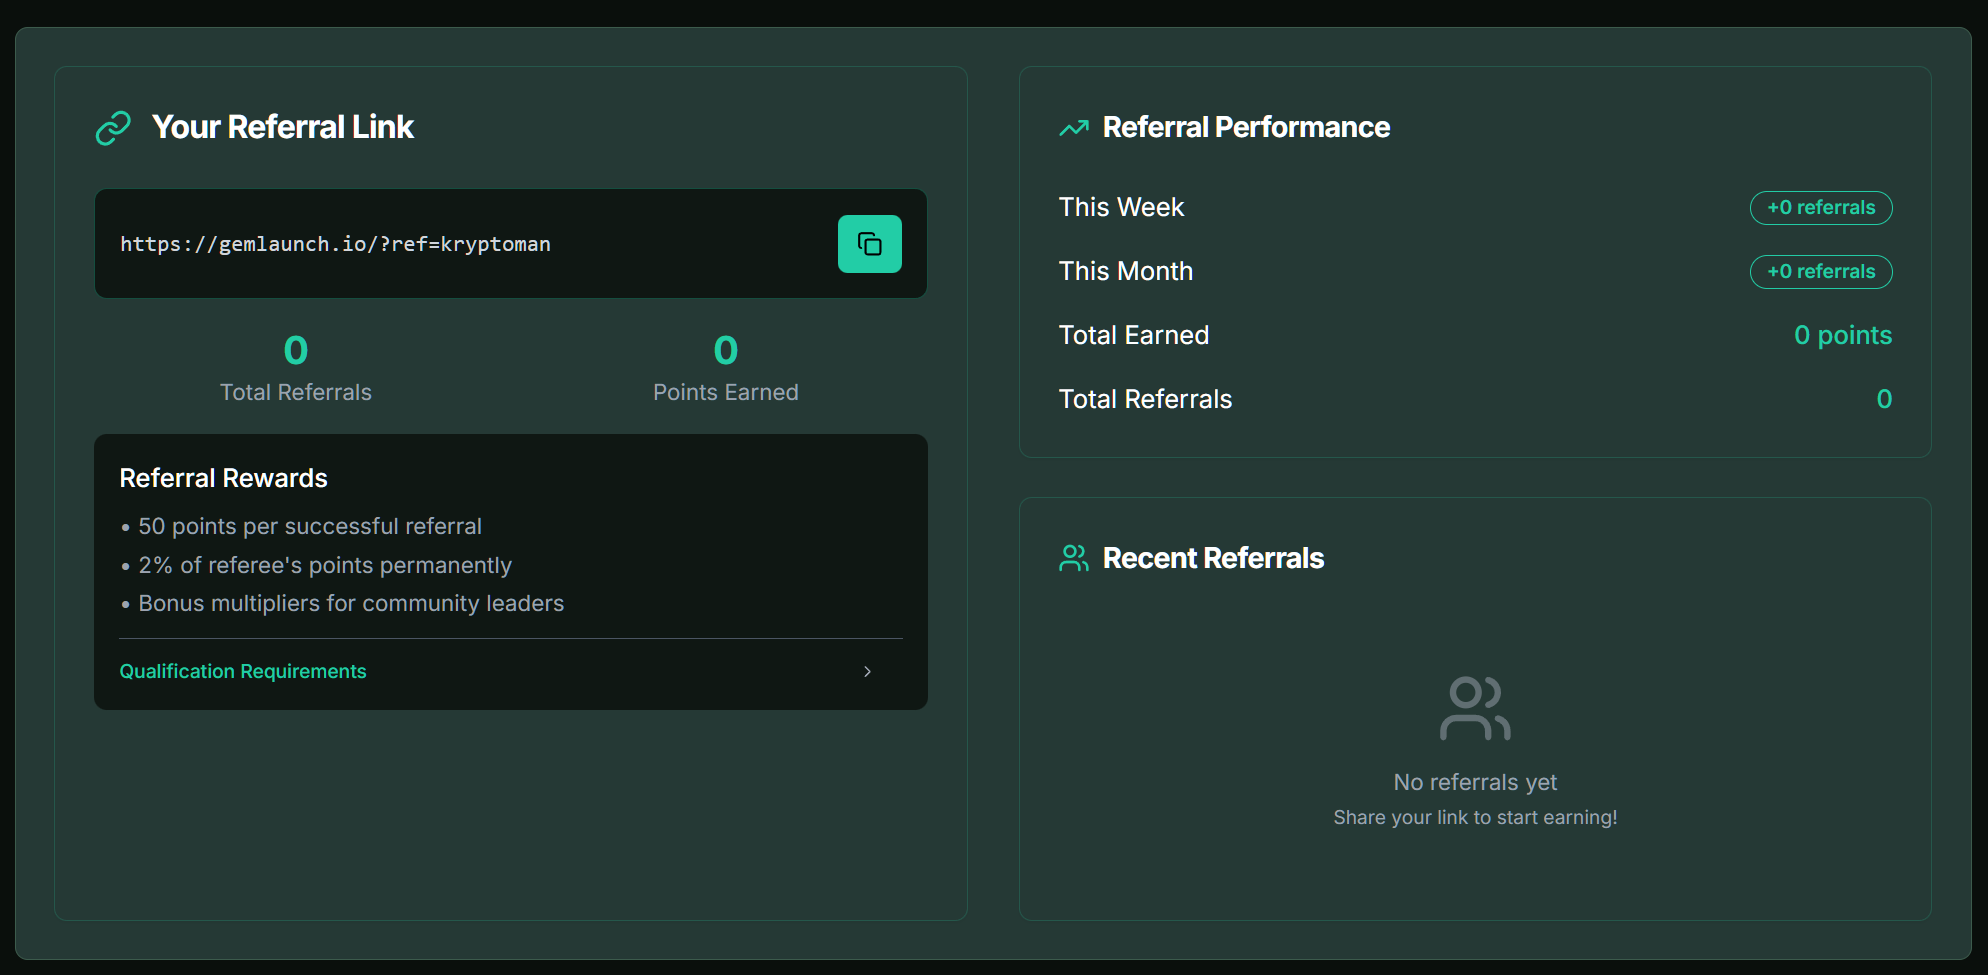 Your Referral Link
https://gemlaunch.io/?ref=kryptoman
0
Total Referrals
0
Points Earned
Referral Rewards
• 50 points per successful referral
• 2% of referee's points permanently
• Bonus multipliers for community leaders
Qualification Requirements
Referral Performance
This Week
+0 referrals
This Month
+0 referrals
Total Earned
0 points
Total Referrals
0
Recent Referrals
No referrals yet
Share your link to start earning!